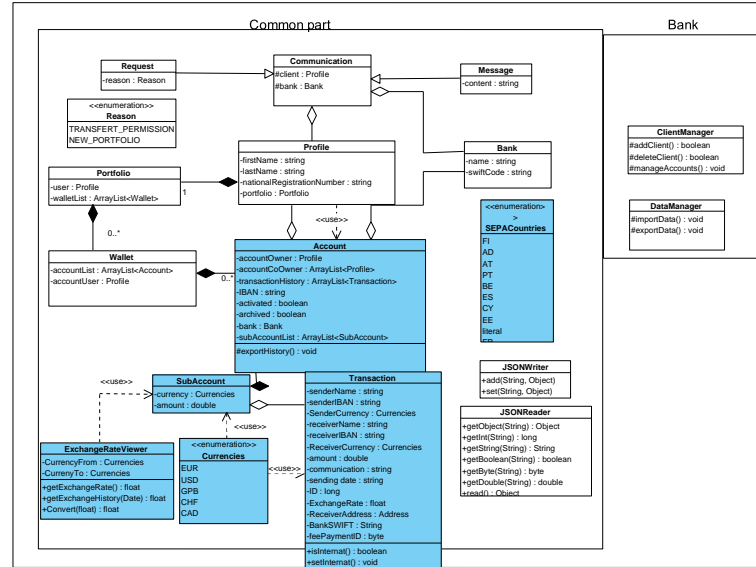 Common part
Bank
Request
-reason : Reason
Communication
#client : Profile
#bank : Bank
Message
-content : string
<<enumeration>>
Reason
TRANSFERT_PERMISSION
NEW_PORTFOLIO
ClientManager
#addClient() : boolean
#deleteClient() : boolean
#manageAccounts() : void
Profile
-firstName : string
-lastName : string
-nationalRegistrationNumber : string
-portfolio : Portfolio
Bank
-name : string
-swiftCode : string
Portfolio
-user : Profile
-walletList : ArrayList<Wallet>
1
0..*
<<use>>
<<enumeration>
>
SEPACountries
FI
AD
AT
PT
BE
ES
CY
EE
literal
DataManager
#importData() : void
#exportData() : void
Wallet
-accountList : ArrayList<Account>
-accountUser : Profile
0..*
Account
-accountOwner : Profile
-accountCoOwner : ArrayList<Profile>
-transactionHistory : ArrayList<Transaction>
-IBAN : string
-activated : boolean
-archived : boolean
-bank : Bank
-subAccountList : ArrayList<SubAccount>
#exportHistory() : void
<<use>>
SubAccount
-currency : Currencies
-amount : double
<<use>>
Transaction
-senderName : string
-senderIBAN : string
-SenderCurrency : Currencies
-receiverName : string
-receiverIBAN : string
-ReceiverCurrency : Currencies
-amount : double
-communication : string
-sending date : string
-ID : long
-ExchangeRate : float
-ReceiverAddress : Address
-BankSWIFT : String
-feePaymentID : byte
+isInternat() : boolean
+setInternat() : void
JSONWriter
+add(String, Object)
+set(String, Object)
JSONReader
+getObject(String) : Object
+getInt(String) : long
+getString(String) : String
+getBoolean(String) : boolean
+getByte(String) : byte
+getDouble(String) : double
+read() : Object
ExchangeRateViewer
-CurrencyFrom : Currencies
-CurrenyTo : Currencies
+getExchangeRate() : float
+getExchangeHistory(Date) : float
+Convert(float) : float
<<enumeration>>
Currencies
EUR
USD
GPB
CHF
CAD
<<use>>